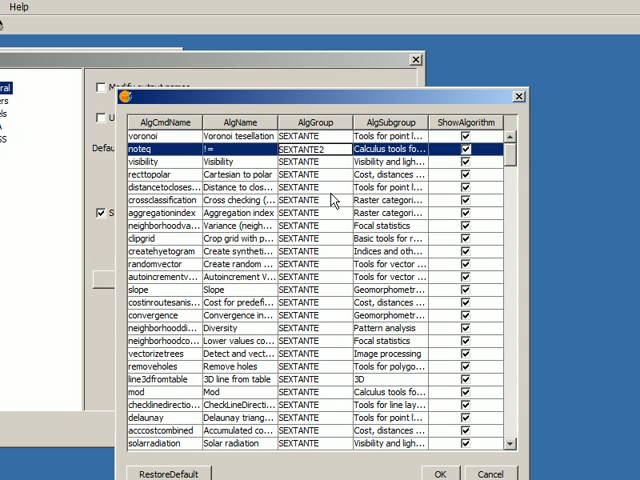 Help
Modify output names
Defau
AlgCmdName AlgName AlgGroup AlgSubgroup ShowAlgorithm
voronoi Voronoi tesellation SEXTANTE Tools for point l...
noteq != SEXTANTE2 Calculus tools fo...
visibility Visibility SEXTANTE Visibility and ligh...
recttopolar Cartesian to polar SEXTANTE Cost, distances ...
distancetocloses... Distance to clos... SEXTANTE Tools for point l...
crossclassification Cross checking (... SEXTANTE Raster categori...
aggregationindex Aggregation index SEXTANTE Raster categori...
neighborhoodva... Variance (neigh... SEXTANTE Focal statistics
clipgrid Crop grid with p... SEXTANTE Basic tools for r...
createhyetogram Create syntheti... SEXTANTE Indices and oth...
randomvector Create random ... SEXTANTE Tools for vector ...
autoincrementv... Autoincrement V... SEXTANTE Tools for vector ...
slope Slope SEXTANTE Geomorphometr...
costinroutesanis... Cost for predefi... SEXTANTE Cost, distances ...
convergence Convergence in... SEXTANTE Geomorphometr...
neighborhooddi... Diversity SEXTANTE Pattern analysis
neighborhoodco... Lower values co... SEXTANTE Focal statistics
vectorizetrees Detect and vect... SEXTANTE Image processing
removeholes Remove holes SEXTANTE Tools for polygo...
line3dfromtable 3D line from table SEXTANTE 3D
mod Mod SEXTANTE Calculus tools fo...
checklinedirectio... CheckLineDirecti... SEXTANTE Tools for line lay...
delaunay Delaunay triang... SEXTANTE Tools for point l...
acccostcombined Accumulated co... SEXTANTE Cost, distances ...
solarradiation Solar radiation SEXTANTE Visibility and ligh...
RestoreDefault OK Cancel